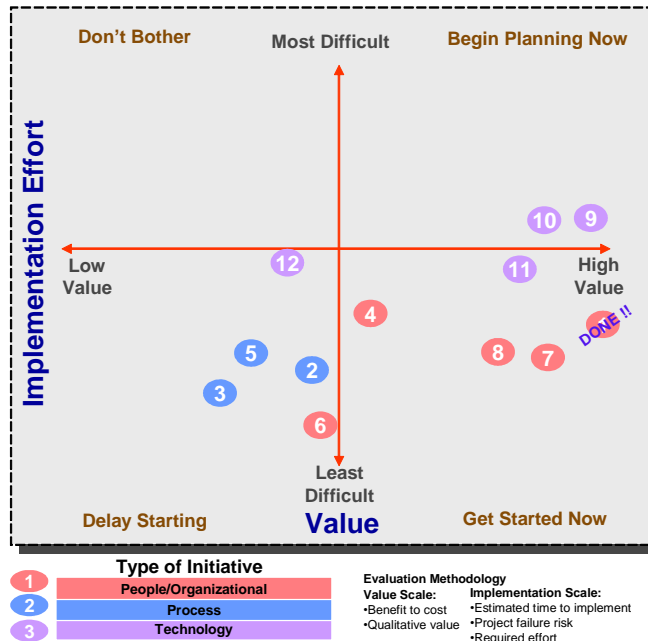 Don't Bother
Most Difficult
Begin Planning Now
Implementation Effort
10
9
Low
Value
12
11
High
Value
4
DONE !!
5
2
8
7
3
6
Least
Difficult
Delay Starting
Value
Get Started Now
Type of Initiative
1 People/Organizational
2 Process
3 Technology
Evaluation Methodology
Value Scale:
•Benefit to cost
•Qualitative value
Implementation Scale:
•Estimated time to implement
•Project failure risk
•Required effort